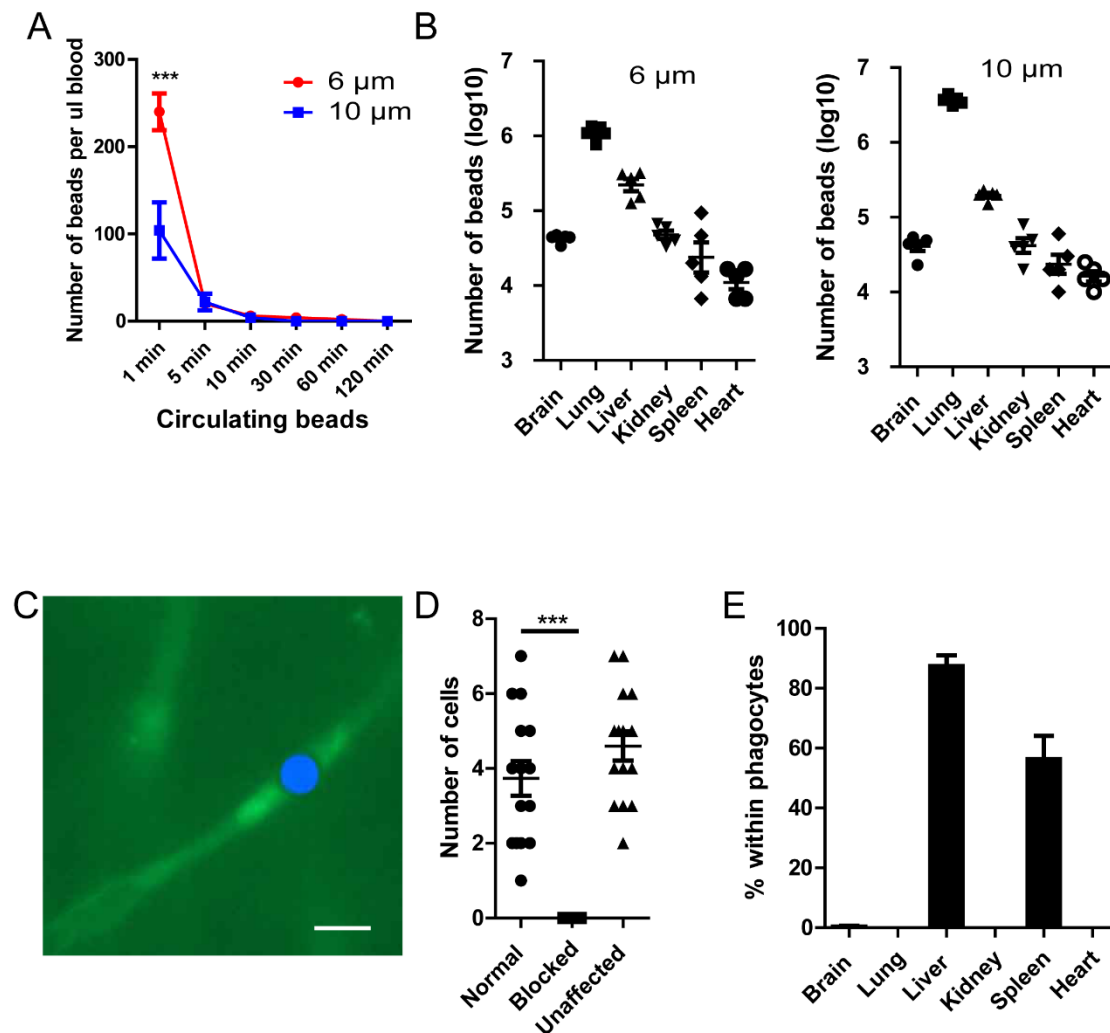 A
Number of beads per ul blood
300
200
100
0
***
6 µm
10 µm
1 min
5 min
10 min
30 min
60 min
120 min
Circulating beads
B
Number of beads (log10)
7
6
5
4
3
6 µm
Brain
Lung
Liver
Kidney
Spleen
Heart
Number of beads (log10)
7
6
5
4
3
10 µm
Brain
Lung
Liver
Kidney
Spleen
Heart
C
D
Number of cells
8
6
4
2
0
***
Normal
Blocked
Unaffected
E
% within phagocytes
100
80
60
40
20
0
Brain
Lung
Liver
Kidney
Spleen
Heart